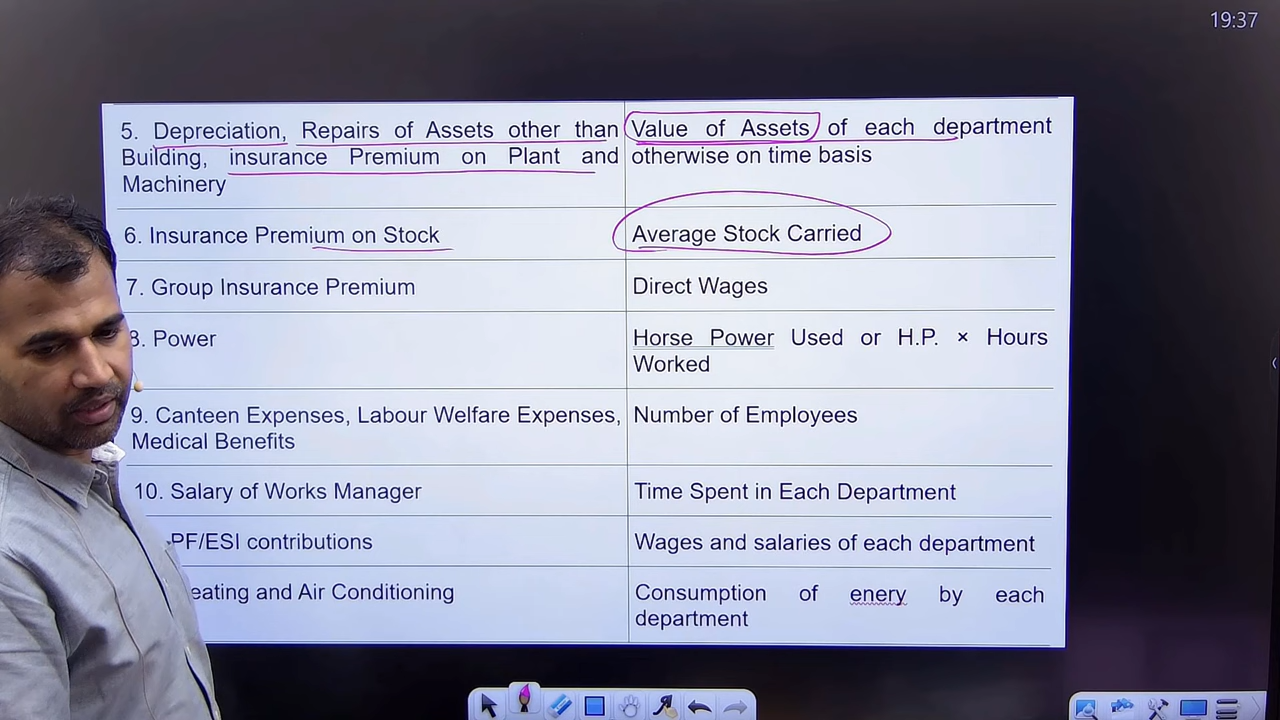 19:37
5. Depreciation, Repairs of Assets other than
Building, insurance Premium on Plant and
Machinery
Value of Assets of each department
otherwise on time basis
6. Insurance Premium on Stock
Average Stock Carried
7. Group Insurance Premium
Direct Wages
8. Power
Horse Power Used or H.P. × Hours
Worked
9. Canteen Expenses, Labour Welfare Expenses,
Medical Benefits
Number of Employees
10. Salary of Works Manager
Time Spent in Each Department
PF/ESI contributions
Wages and salaries of each department
eating and Air Conditioning
Consumption of enery by each
department